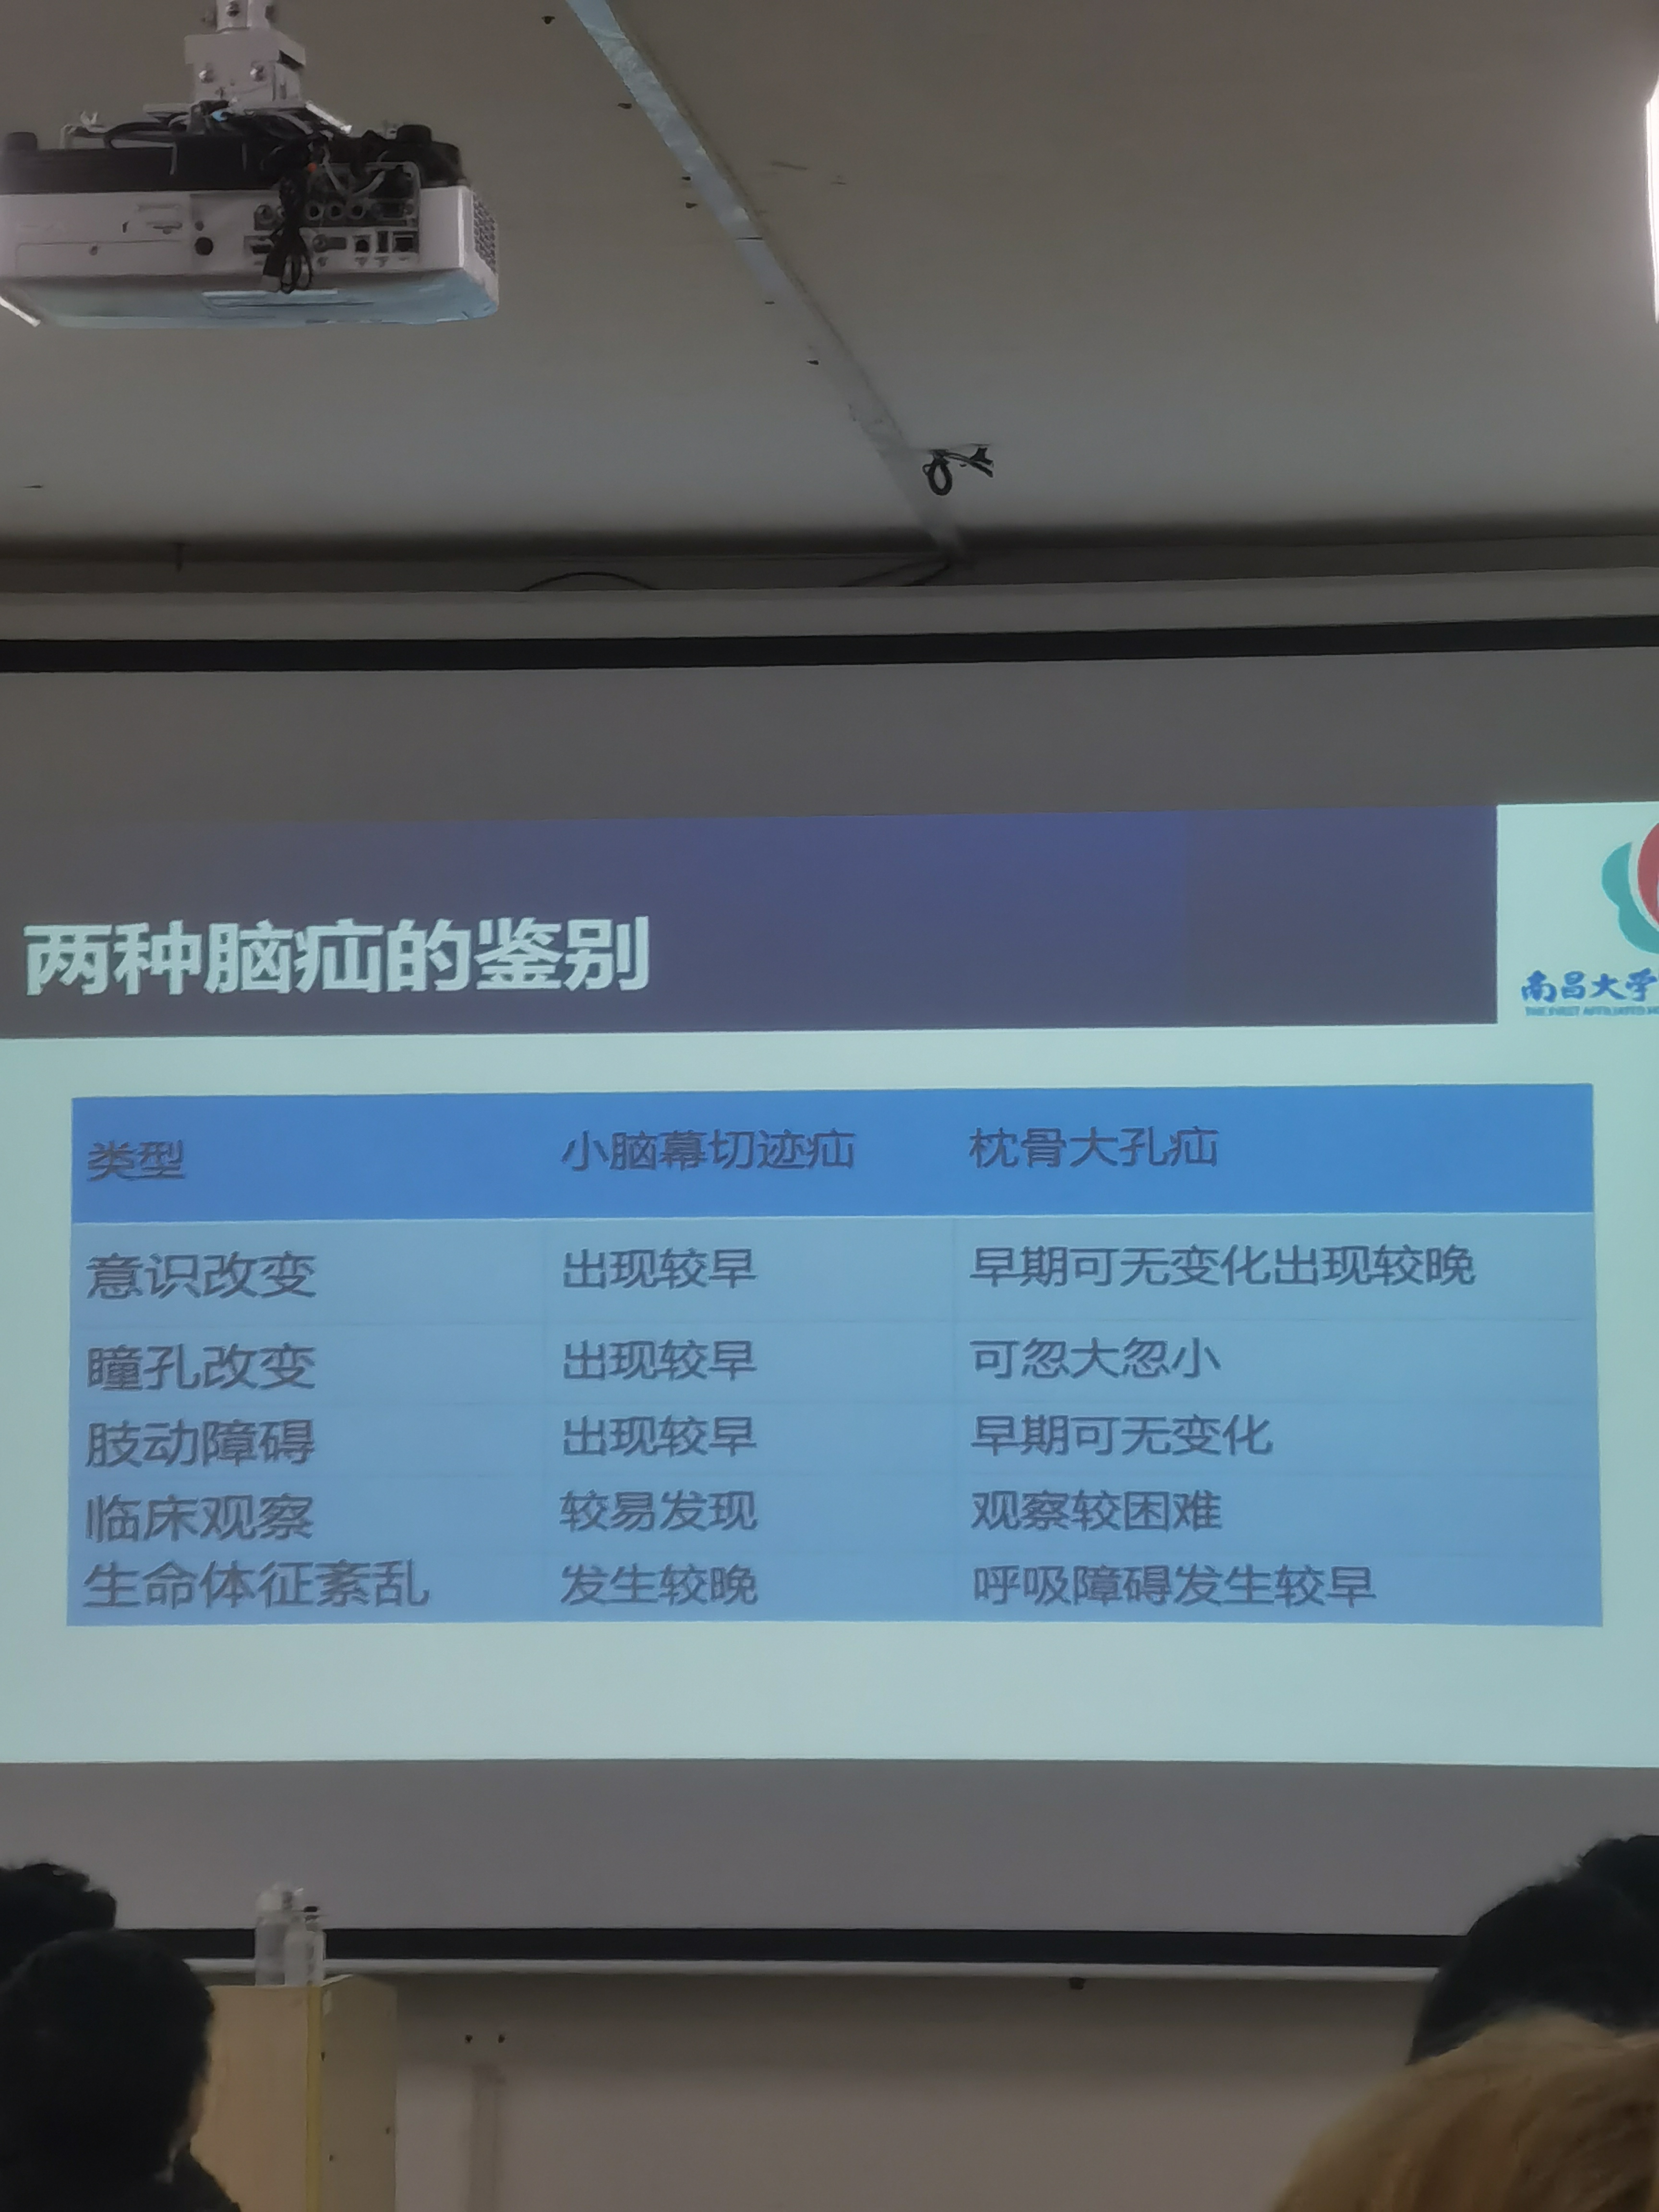 两种脑疝的鉴别
南昌大学
THE FIRST AFFILIATED
类型 小脑幕切迹疝 枕骨大孔疝
意识改变 出现较早 早期可无变化出现较晚
瞳孔改变 出现较早 可忽大忽小
肢动障碍 出现较早 早期可无变化
临床观察 较易发现 观察较困难
生命体征紊乱 发生较晚 呼吸障碍发生较早